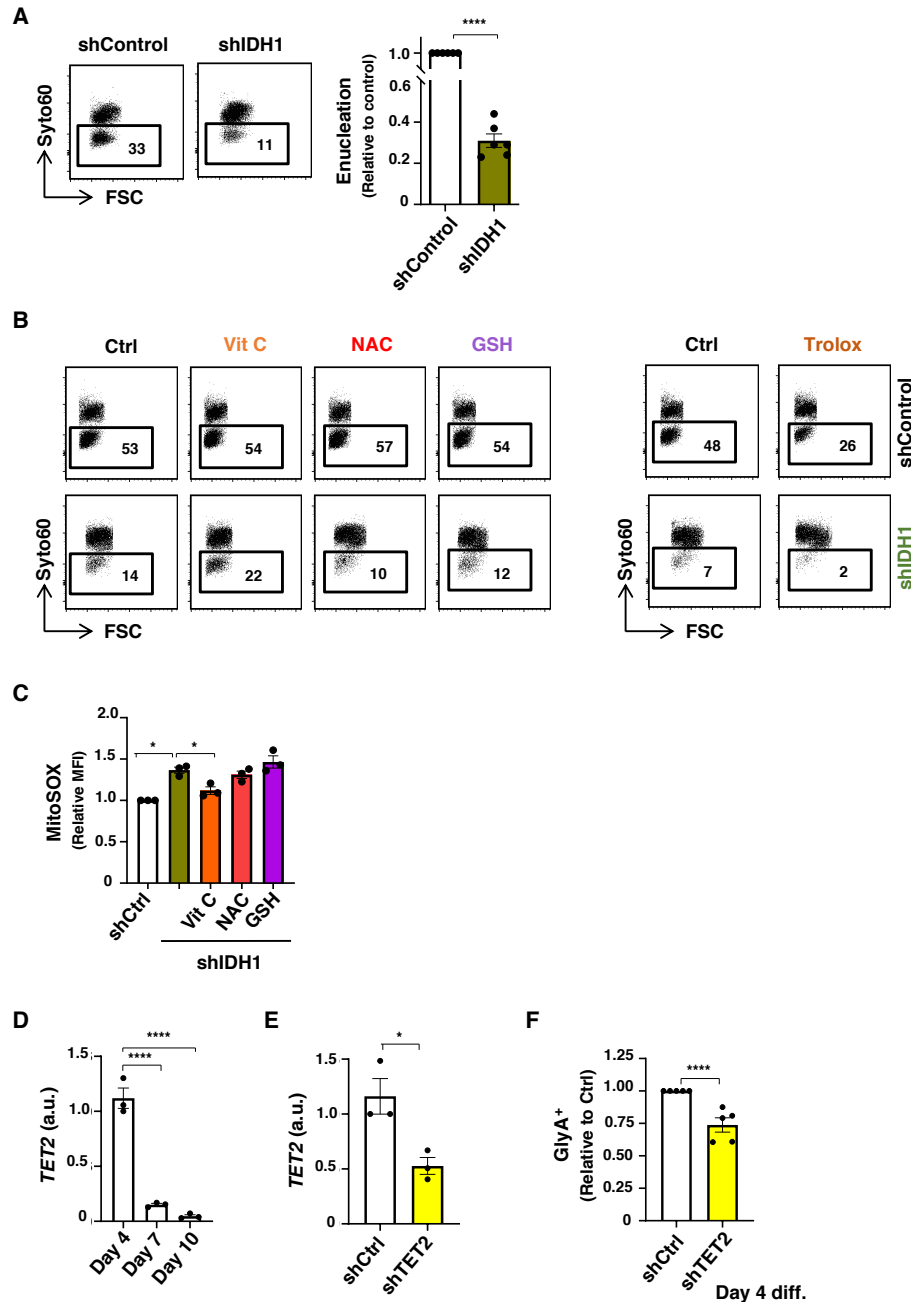 A
shControl
shIDH1
Syto60
33
11
FSC
Enucleation
(Relative to control)
1.0
0.6
0.4
0.2
0
****
shControl
shIDH1
B
Ctrl
Vit C
NAC
GSH
Ctrl
Trolox
53
54
57
54
48
26
shControl
Syto60
14
22
10
12
Syto60
7
2
shIDH1
FSC
FSC
C
MitoSOX
(Relative MFI)
2.0
1.5
1.0
0.5
0
*
*
shCtrl
Vit C
NAC
GSH
shIDH1
D
TET2 (a.u.)
1.5
1.0
0.5
0
****
****
Day 4
Day 7
Day 10
E
TET2 (a.u.)
1.5
1.0
0.5
0
*
shCtrl
shTET2
F
GlyA+
(Relative to Ctrl)
1.00
0.75
0.50
0.25
0
****
shCtrl
shTET2
Day 4 diff.